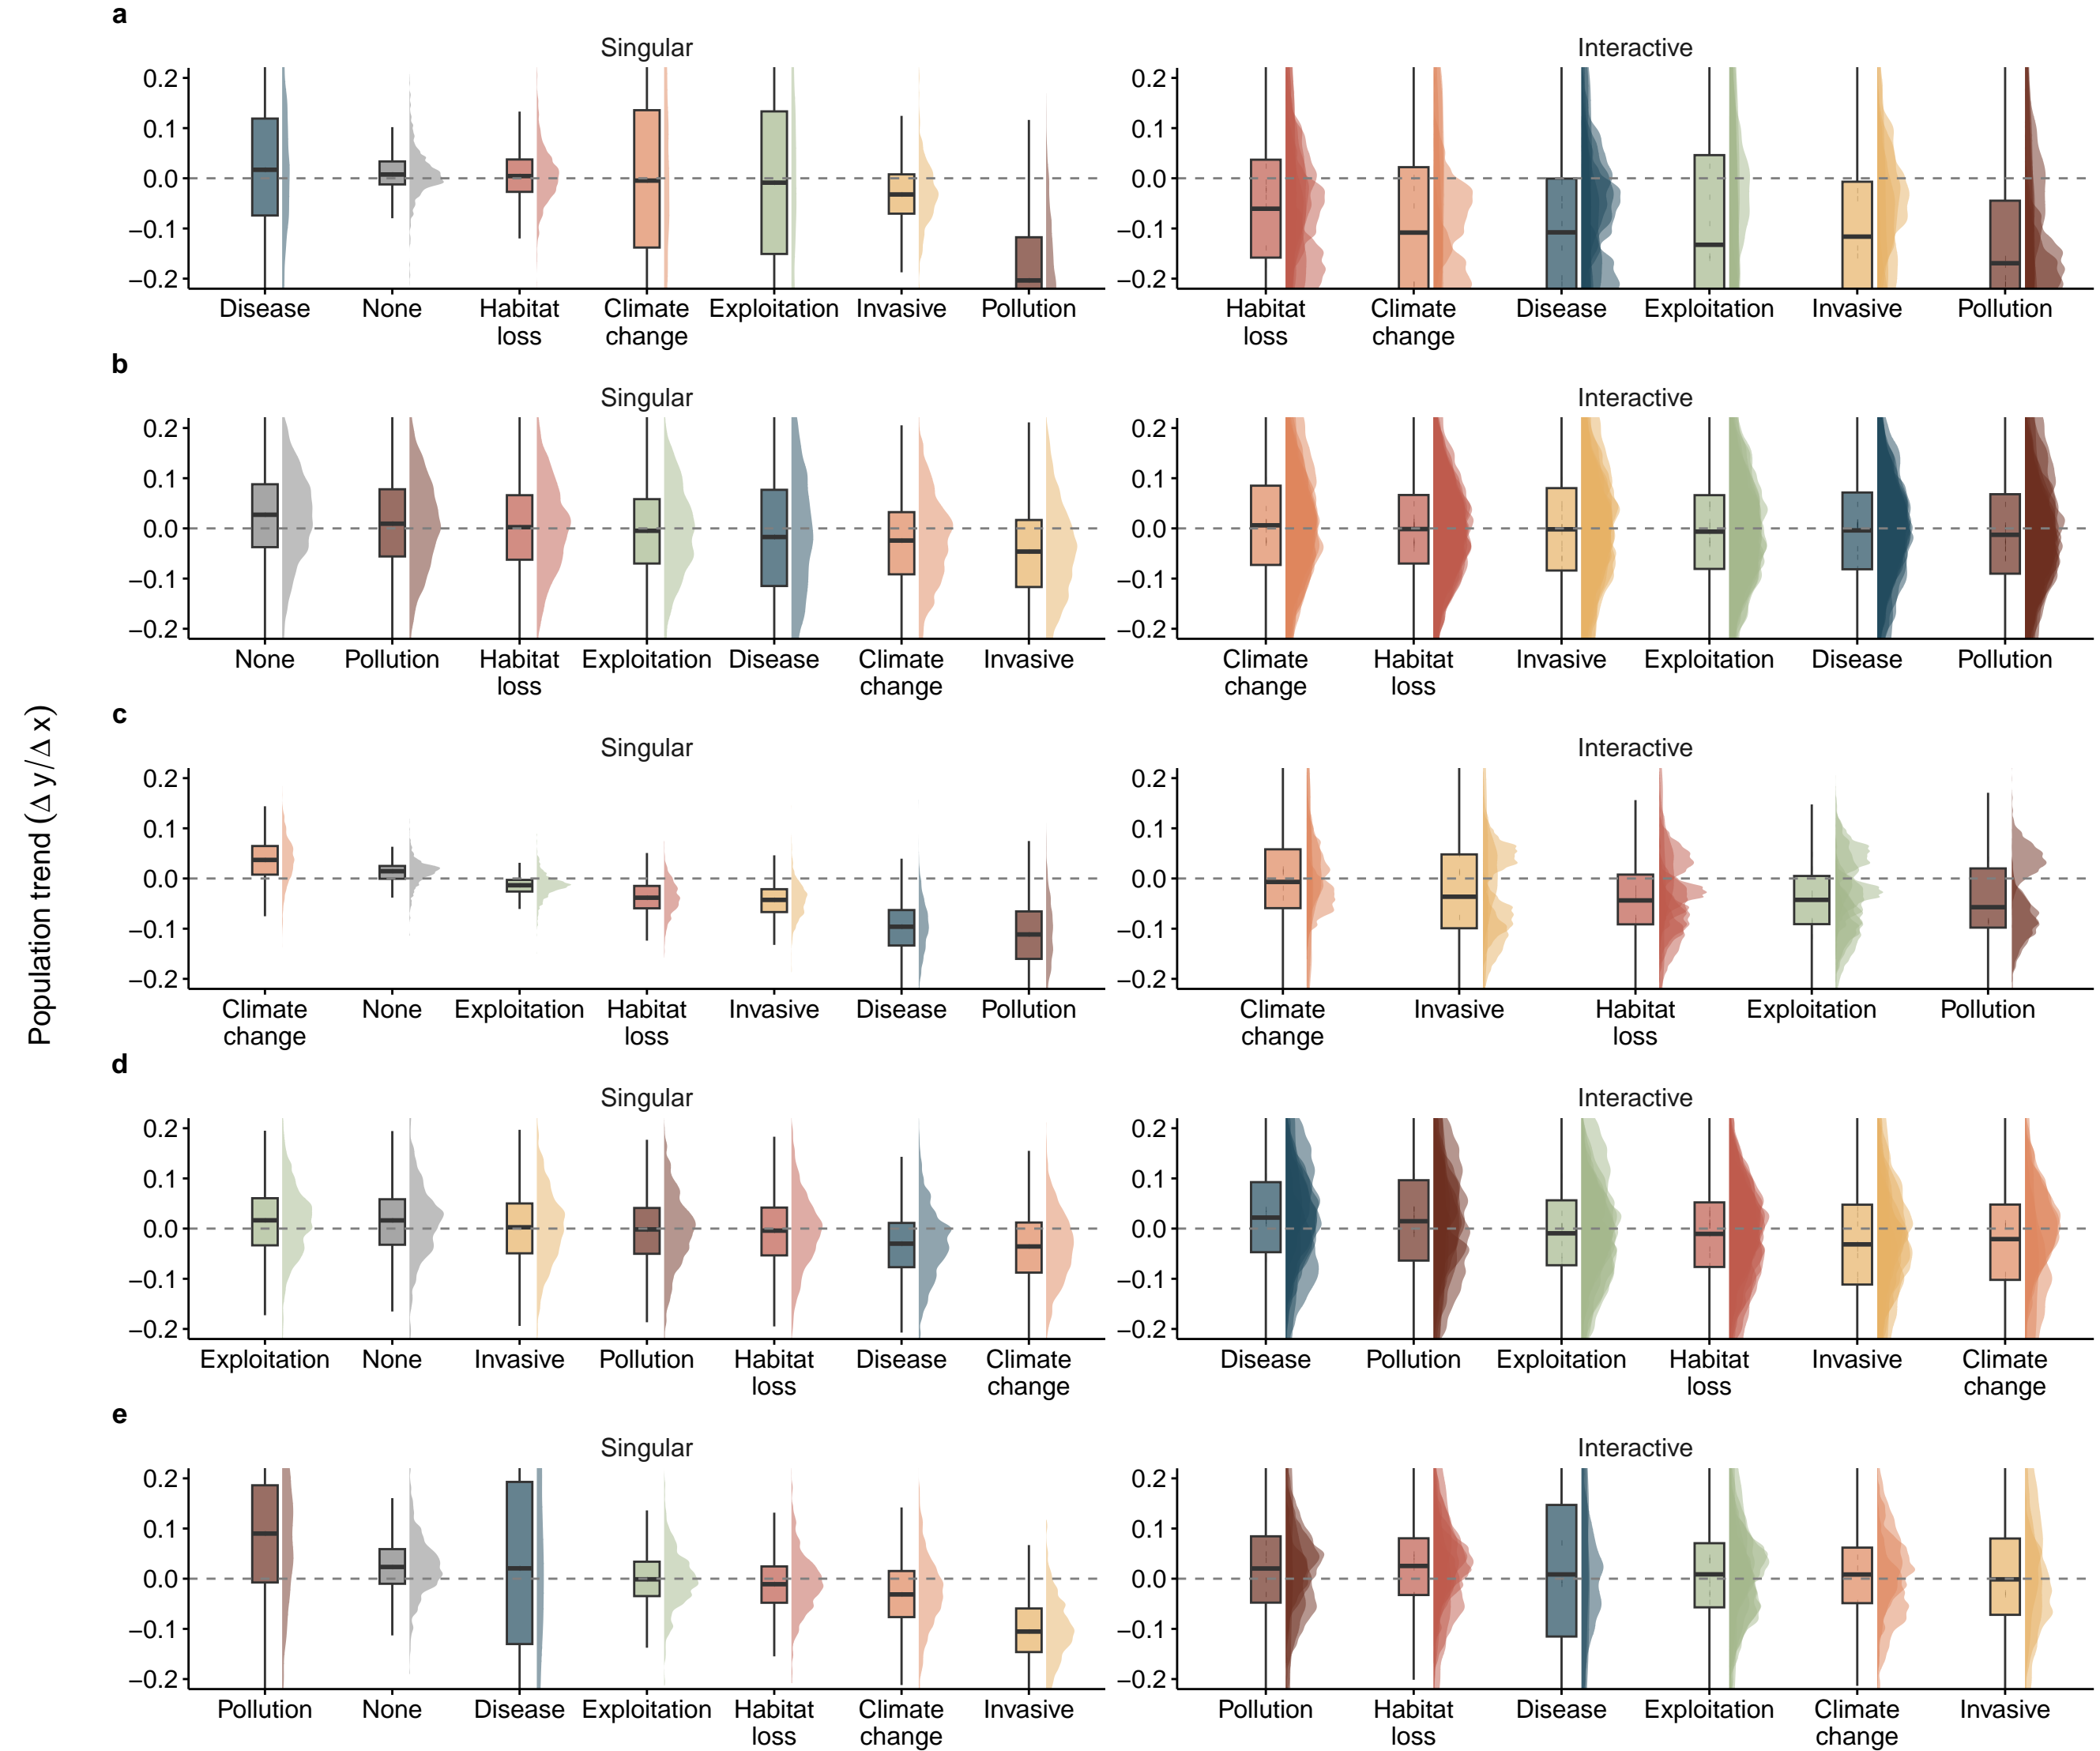 Population trend (Δ y/Δ x)
a
Singular
Interactive
0.2
0.1
0.0
−0.1
−0.2
Disease None Habitat loss Climate change Exploitation Invasive Pollution
0.2
0.1
0.0
−0.1
−0.2
Habitat loss Climate change Disease Exploitation Invasive Pollution
b
Singular
Interactive
0.2
0.1
0.0
−0.1
−0.2
None Pollution Habitat loss Exploitation Disease Climate change Invasive
0.2
0.1
0.0
−0.1
−0.2
Climate change Habitat loss Invasive Exploitation Disease Pollution
c
Singular
Interactive
0.2
0.1
0.0
−0.1
−0.2
Climate change None Exploitation Habitat loss Invasive Disease Pollution
0.2
0.1
0.0
−0.1
−0.2
Climate change Invasive Habitat loss Exploitation Pollution
d
Singular
Interactive
0.2
0.1
0.0
−0.1
−0.2
Exploitation None Invasive Pollution Habitat loss Disease Climate change
0.2
0.1
0.0
−0.1
−0.2
Disease Pollution Exploitation Habitat loss Invasive Climate change
e
Singular
Interactive
0.2
0.1
0.0
−0.1
−0.2
Pollution None Disease Exploitation Habitat loss Climate change Invasive
0.2
0.1
0.0
−0.1
−0.2
Pollution Habitat loss Disease Exploitation Climate change Invasive